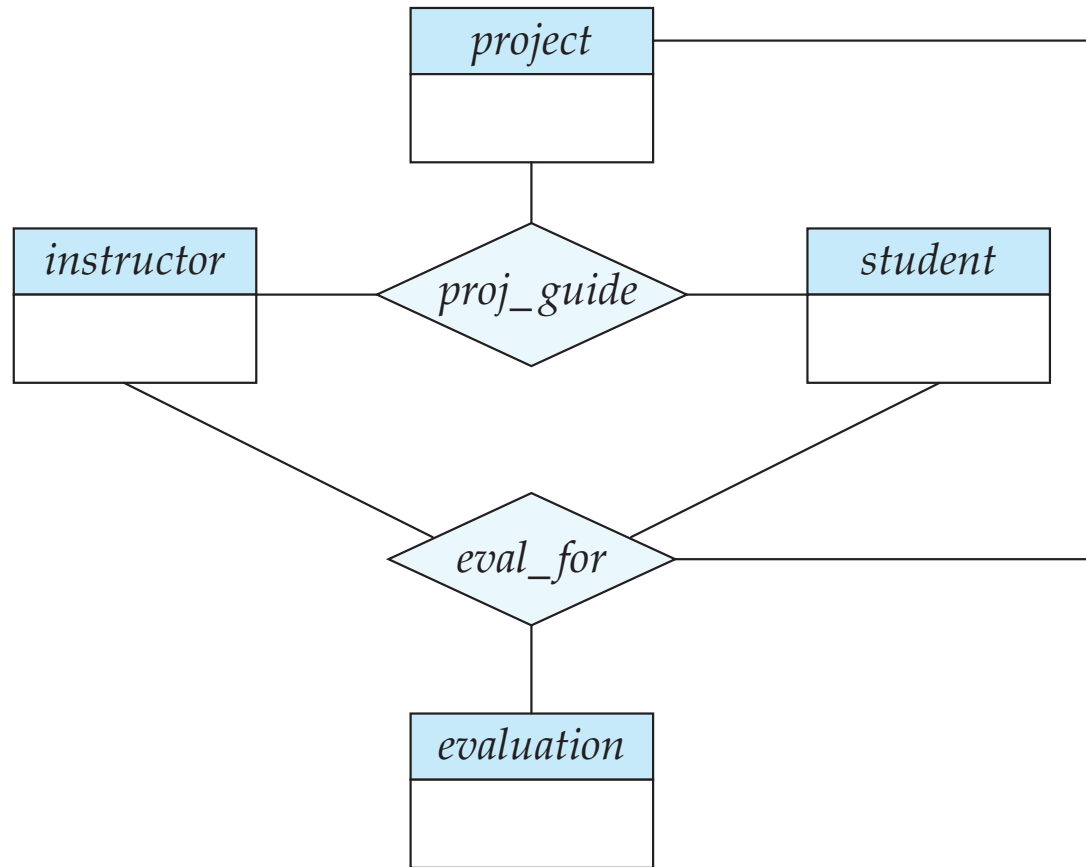 project
instructor
proj_guide
student
eval_for
evaluation